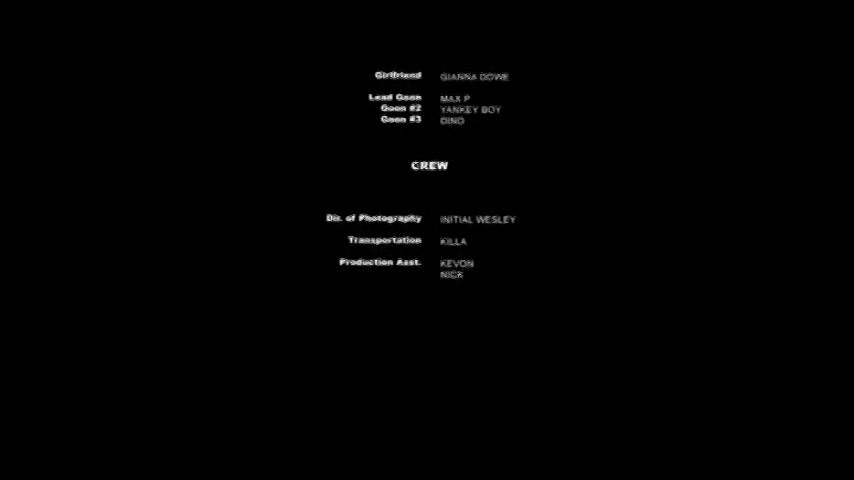 Girlfriend GIANNA DOWE
Lead Goon MAX P
Goon #2 YANKEY BOY
Goon #3 DINO
CREW
Dir. of Photography INITIAL WESLEY
Transportation KILLA
Production Asst. KEVON
NICK